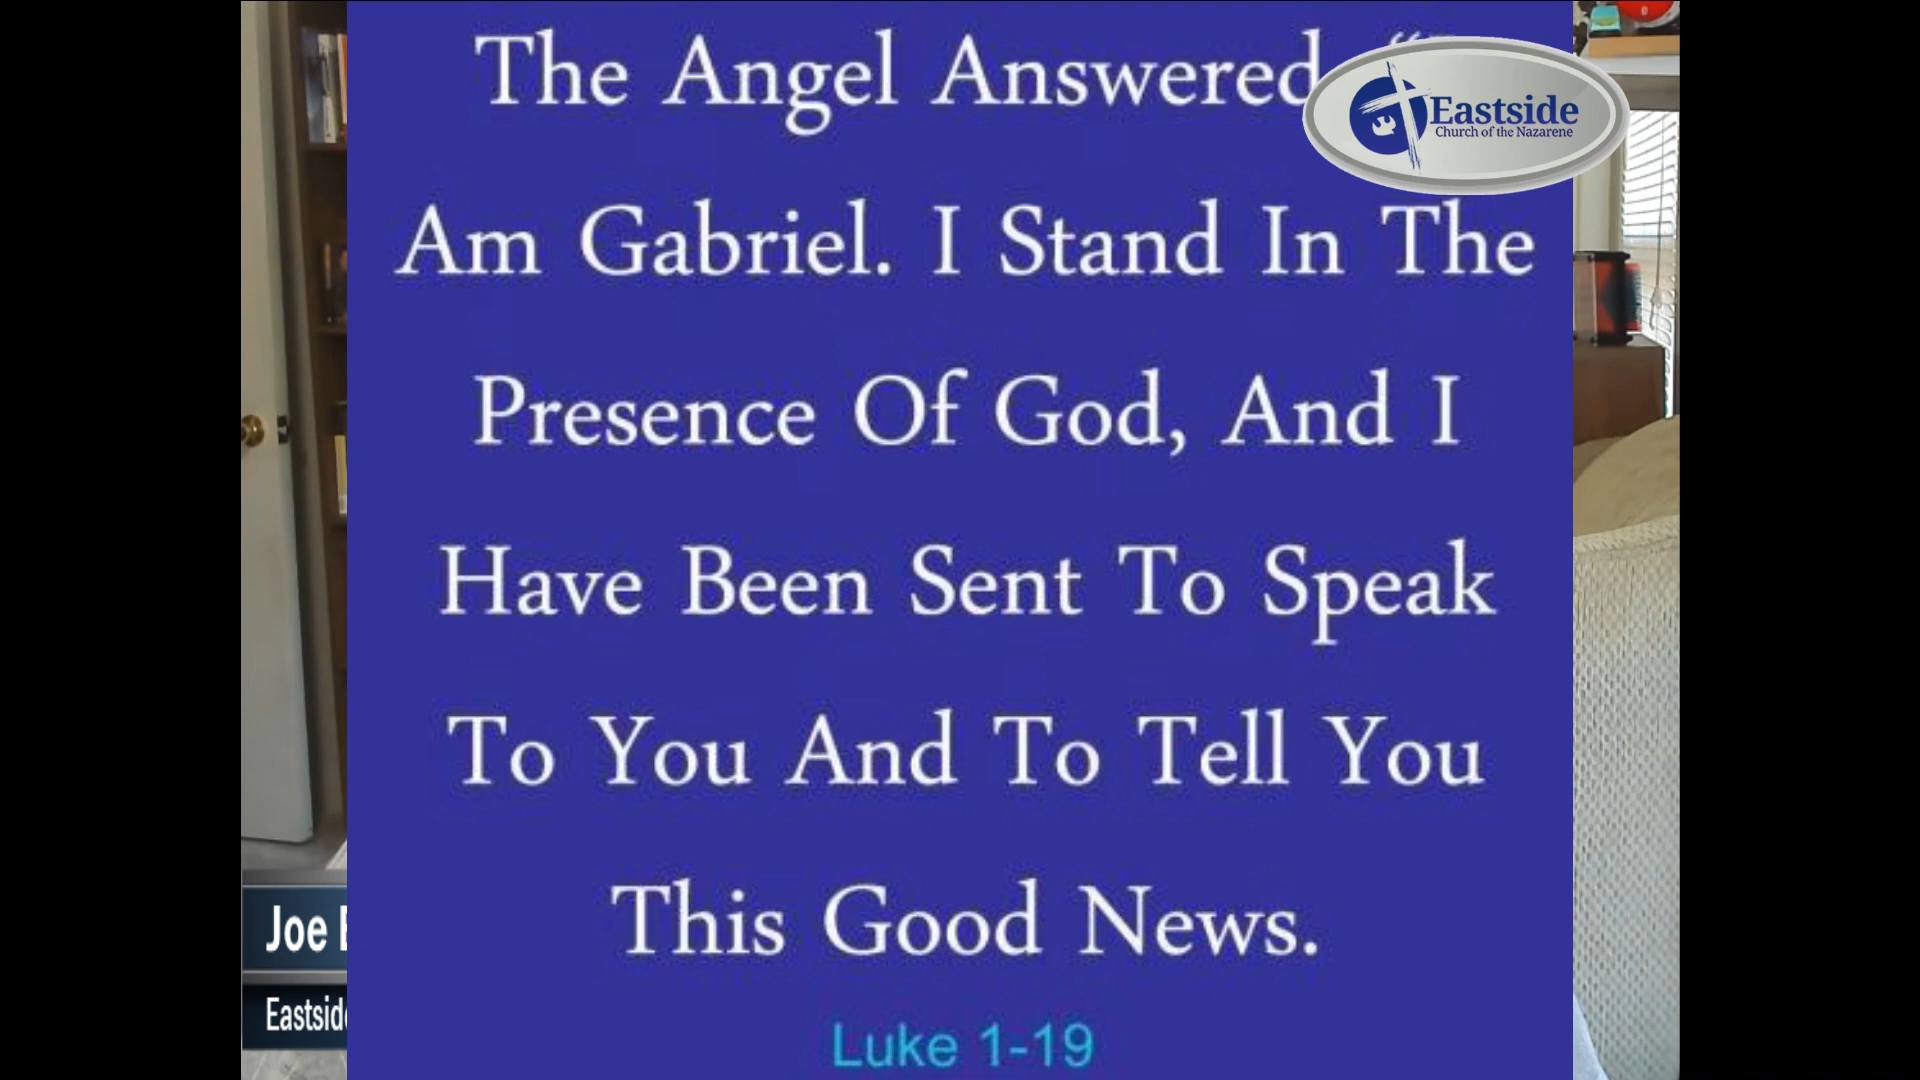 The Angel Answered
Am Gabriel. I Stand In The
Presence Of God, And I
Have Been Sent To Speak
To You And To Tell You
This Good News.
Luke 1-19
Eastside
Church of the Nazarene
Joe
Eastside